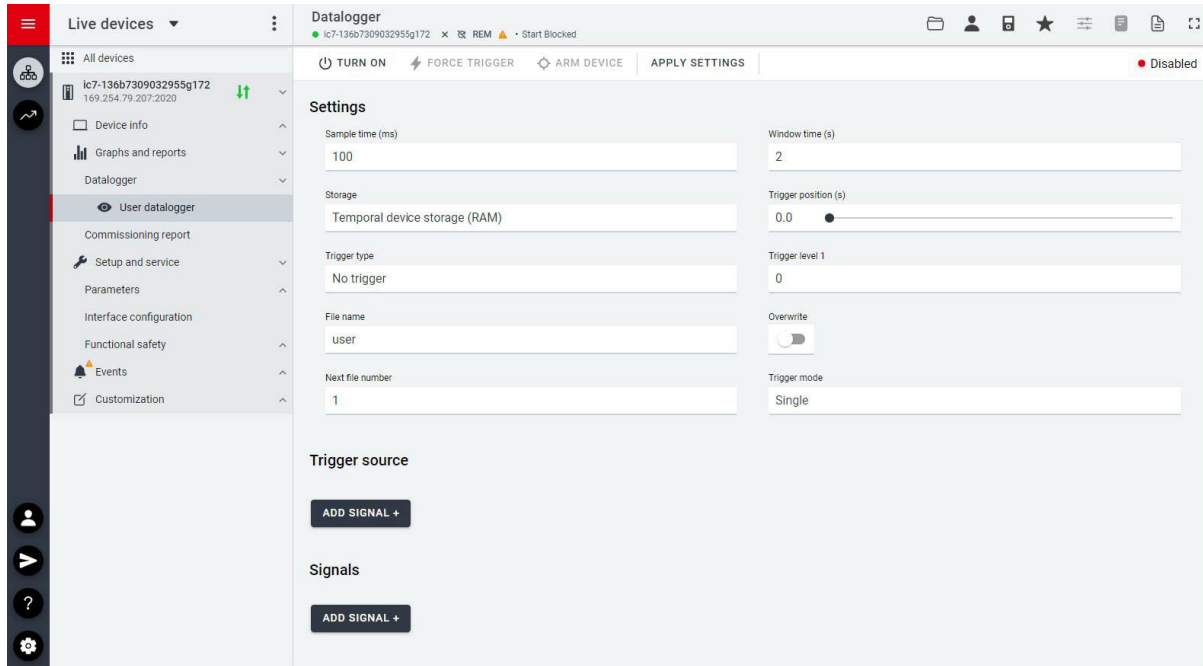 Live devices
All devices
ic7-136b7309032955g172
169.254.79.207:2020
Device info
Graphs and reports
Datalogger
User datalogger
Commissioning report
Setup and service
Parameters
Interface configuration
Functional safety
Events
Customization
Datalogger
ic7-136b7309032955g172 REM • Start Blocked
TURN ON FORCE TRIGGER ARM DEVICE APPLY SETTINGS Disabled
Settings
Sample time (ms) Window time (s)
100 2
Storage Trigger position (s)
Temporal device storage (RAM) 0.0
Trigger type Trigger level 1
No trigger 0
File name Overwrite
user
Next file number Trigger mode
1 Single
Trigger source
ADD SIGNAL +
Signals
ADD SIGNAL +